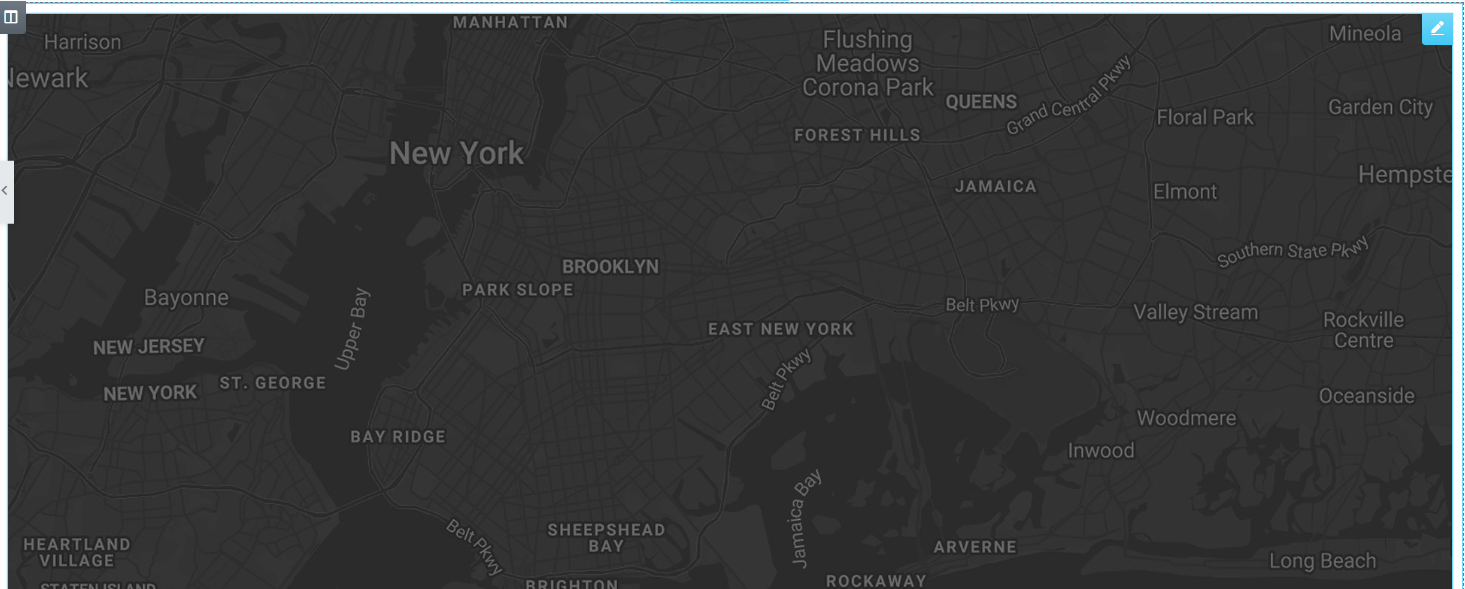 MANHATTAN
Harrison
Newark
Flushing
Meadows
Corona Park
Mineola
QUEENS
Grand Central Pkwy
Floral Park
Garden City
FOREST HILLS
New York
JAMAICA
Elmont
Hempste
Southern State Pkwy
BROOKLYN
PARK SLOPE
Bayonne
Upper Bay
Belt Pkwy
Valley Stream
Rockville
Centre
EAST NEW YORK
NEW JERSEY
NEW YORK
ST. GEORGE
Belt Pkwy
Oceanside
Woodmere
BAY RIDGE
Inwood
Jamaica Bay
Belt Pkwy
SHEEPSHEAD
BAY
HEARTLAND
VILLAGE
ARVERNE
Long Beach
ROCKAWAY
STATEN ISLAND
BRIGHTON